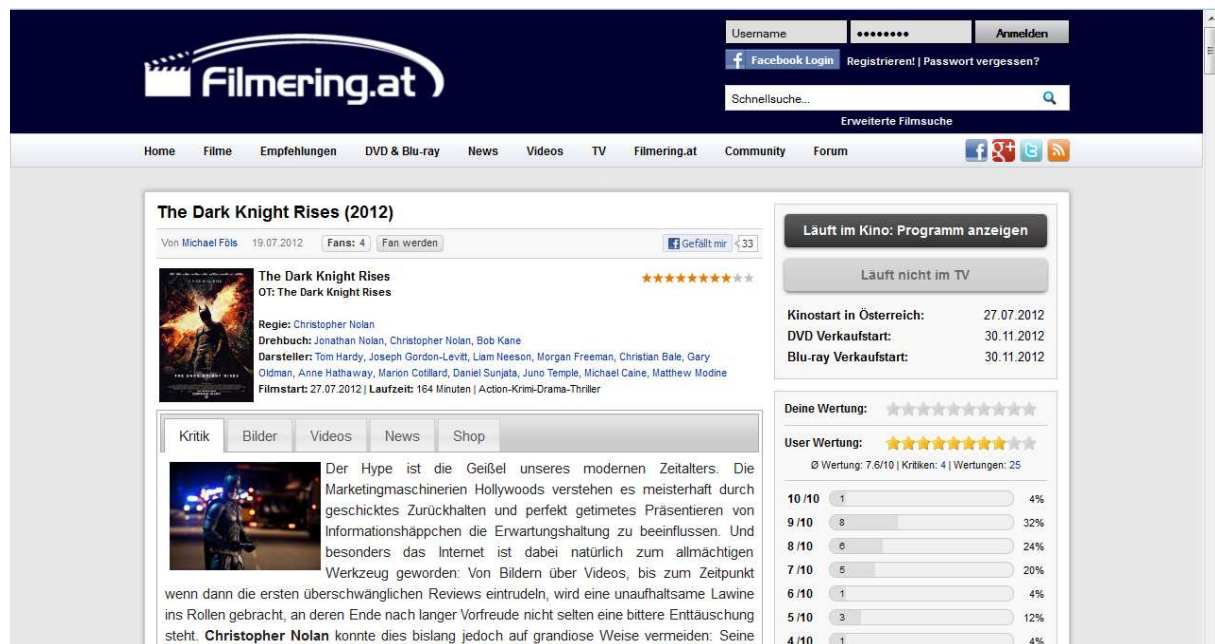 Filmering.at
Username
••••••••
Anmelden
Facebook Login
Registrieren! | Passwort vergessen?
Schnellsuche...
Erweiterte Filmsuche
Home Filme Empfehlungen DVD & Blu-ray News Videos TV Filmering.at Community Forum
The Dark Knight Rises (2012)
Von Michael Föls 19.07.2012 Fans: 4 Fan werden Gefällt mir 33
The Dark Knight Rises
OT: The Dark Knight Rises
Regie: Christopher Nolan
Drehbuch: Jonathan Nolan, Christopher Nolan, Bob Kane
Darsteller: Tom Hardy, Joseph Gordon-Levitt, Liam Neeson, Morgan Freeman, Christian Bale, Gary
Oldman, Anne Hathaway, Marion Cotillard, Daniel Sunjata, Juno Temple, Michael Caine, Matthew Modine
Filmstart: 27.07.2012 | Laufzeit: 164 Minuten | Action-Krimi-Drama-Thriller
THE DARK KNIGHT RISES
Kritik Bilder Videos News Shop
Der Hype ist die Geißel unseres modernen Zeitalters. Die
Marketingmaschinerien Hollywoods verstehen es meisterhaft durch
geschicktes Zurückhalten und perfekt getimetes Präsentieren von
Informationshäppchen die Erwartungshaltung zu beeinflussen. Und
besonders das Internet ist dabei natürlich zum allmächtigen
Werkzeug geworden: Von Bildern über Videos, bis zum Zeitpunkt
wenn dann die ersten überschwänglichen Reviews eintrudeln, wird eine unaufhaltsame Lawine
ins Rollen gebracht, an deren Ende nach langer Vorfreude nicht selten eine bittere Enttäuschung
steht. Christopher Nolan konnte dies bislang jedoch auf grandiose Weise vermeiden: Seine
Läuft im Kino: Programm anzeigen
Läuft nicht im TV
Kinostart in Österreich: 27.07.2012
DVD Verkaufstart: 30.11.2012
Blu-ray Verkaufstart: 30.11.2012
Deine Wertung:
User Wertung:
Ø Wertung: 7.6/10 | Kritiken: 4 | Wertungen: 25
10/10 1 4%
9/10 8 32%
8/10 6 24%
7/10 5 20%
6/10 1 4%
5/10 3 12%
4/10 1 4%